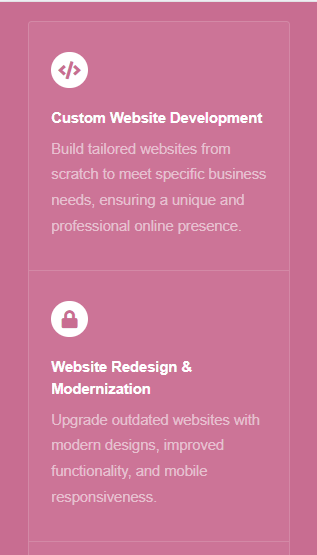 Custom Website Development
Build tailored websites from
scratch to meet specific business
needs, ensuring a unique and
professional online presence.
Website Redesign &
Modernization
Upgrade outdated websites with
modern designs, improved
functionality, and mobile
responsiveness.